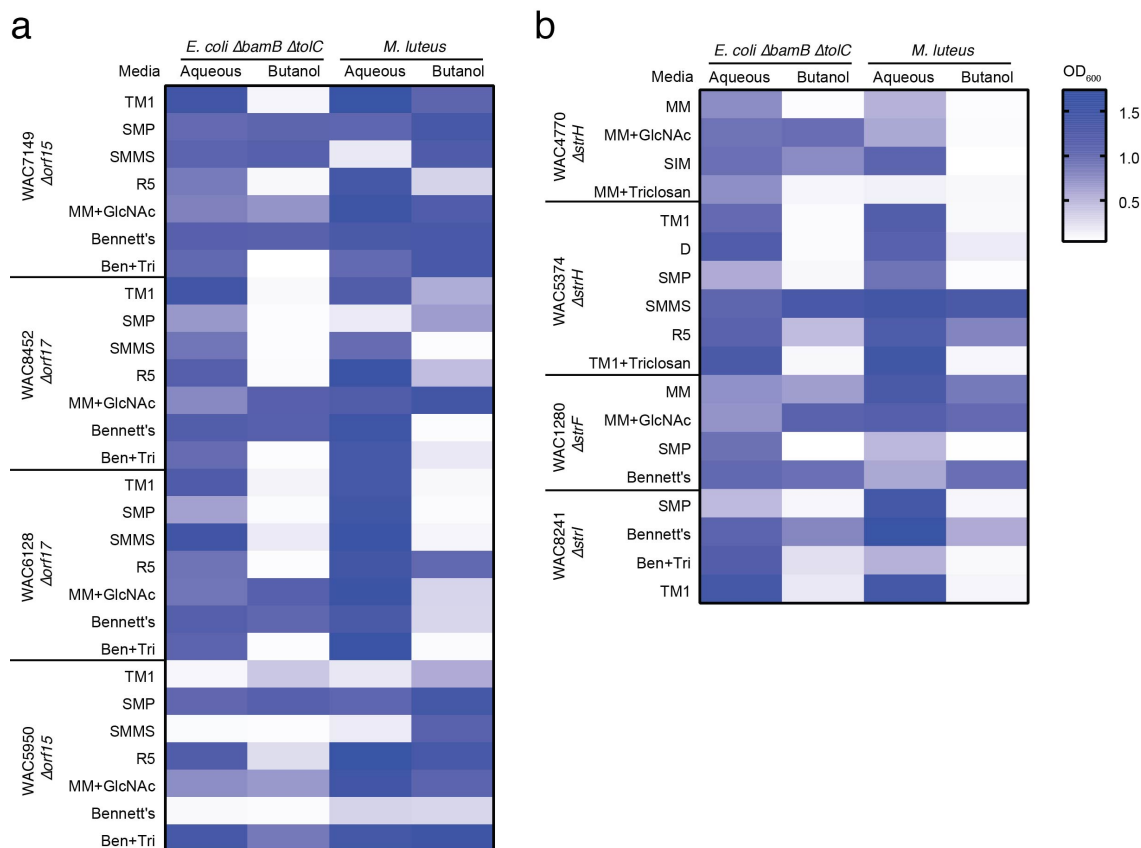 a
E. coli ΔbamB ΔtolC M. luteus
Media Aqueous Butanol Aqueous Butanol
WAC7149
Δorf15
TM1
SMP
SMMS
R5
MM+GlcNAc
Bennett's
Ben+Tri
WAC8452
Δorf17
TM1
SMP
SMMS
R5
MM+GlcNAc
Bennett's
Ben+Tri
WAC6128
Δorf17
TM1
SMP
SMMS
R5
MM+GlcNAc
Bennett's
Ben+Tri
WAC5950
Δorf15
TM1
SMP
SMMS
R5
MM+GlcNAc
Bennett's
Ben+Tri
b
E. coli ΔbamB ΔtolC M. luteus
Media Aqueous Butanol Aqueous Butanol
WAC4770
ΔstrH
MM
MM+GlcNAc
SIM
MM+Triclosan
WAC5374
ΔstrH
TM1
D
SMP
SMMS
R5
TM1+Triclosan
WAC1280
ΔstrF
MM
MM+GlcNAc
SMP
Bennett's
WAC8241
ΔstrI
SMP
Bennett's
Ben+Tri
TM1
OD600
1.5
1.0
0.5